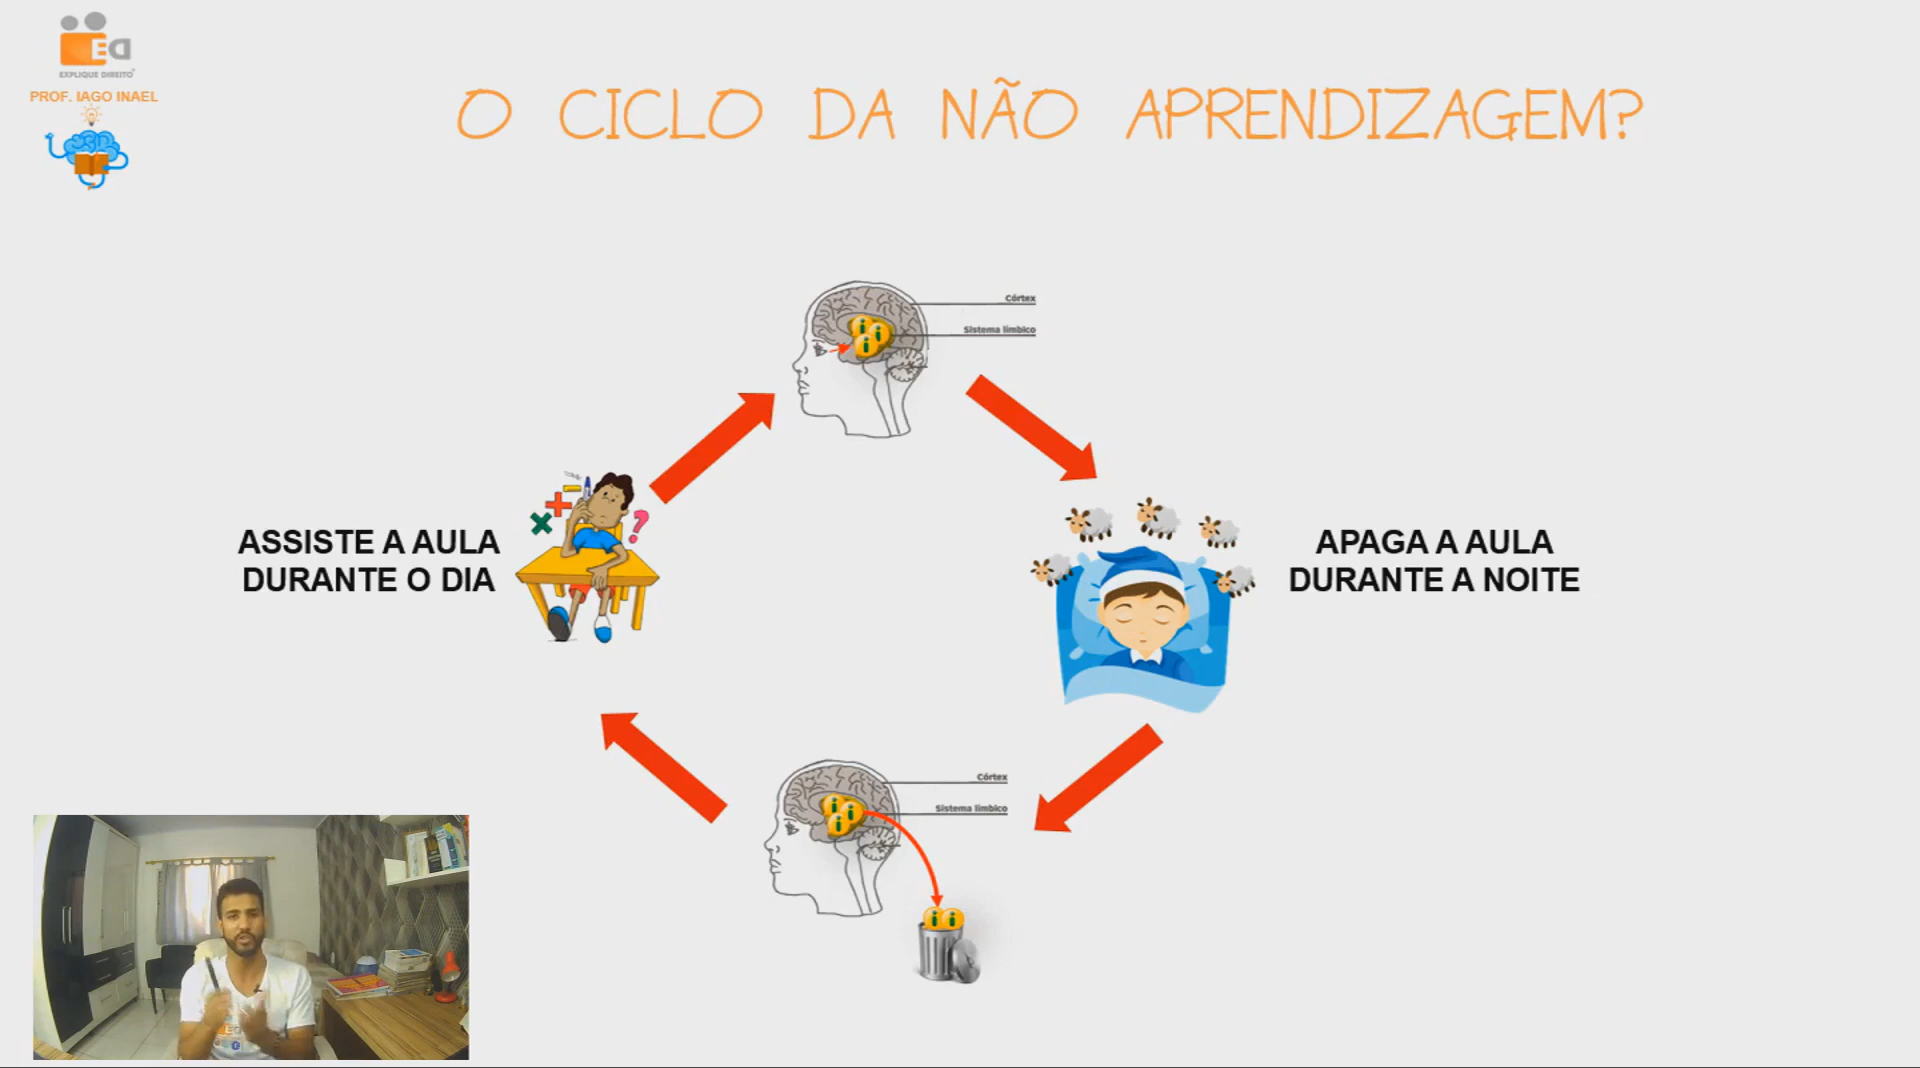 ED
EXPLIQUE DIREITO
PROF. IAGO INAEL
O CICLO DA NÃO APRENDIZAGEM?
Córtex
Sistema límbico
i i i
ASSISTE A AULA
DURANTE O DIA
?
APAGA A AULA
DURANTE A NOITE
Córtex
Sistema límbico
i i i
i i